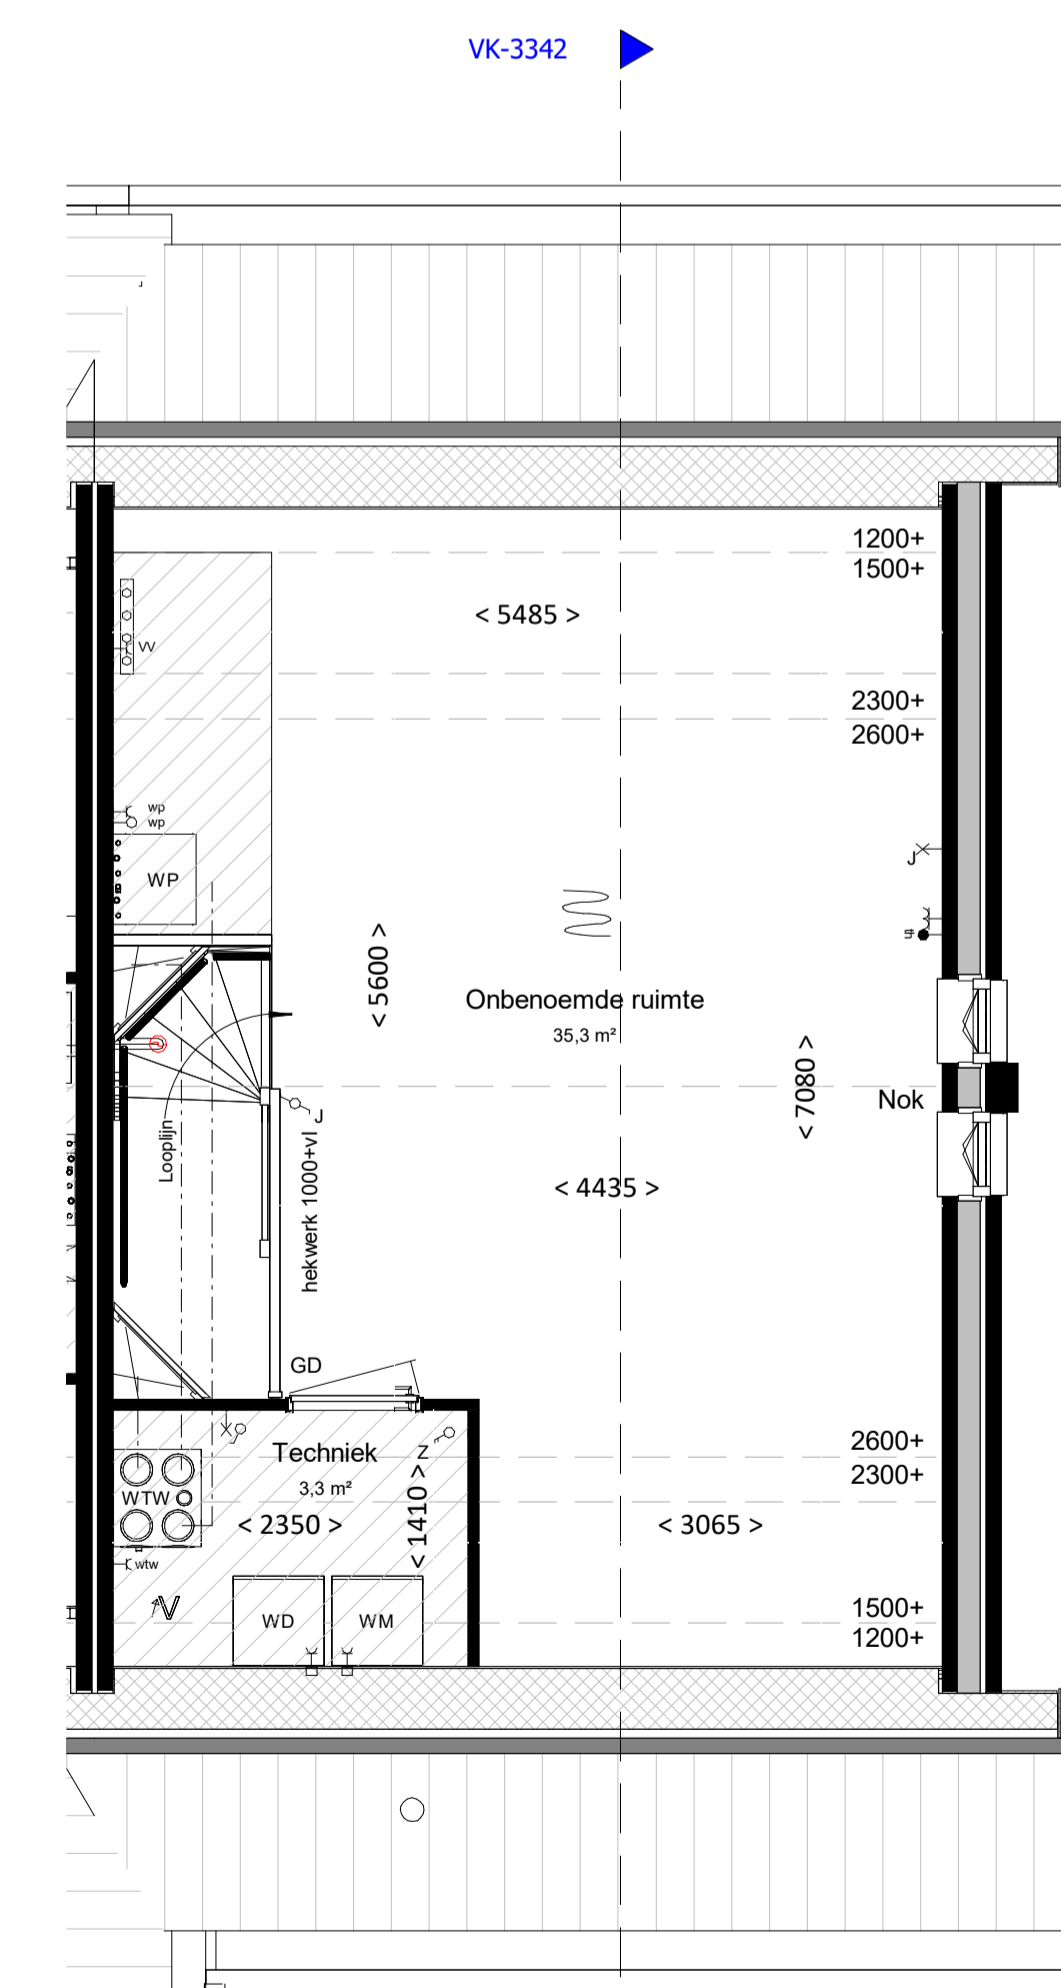 VK-3342
1200+
1500+
< 5485 >
2300+
2600+
wp
wp
WP
J
< 5600 >
Onbenoemde ruimte
35,3 m²
< 7080 >
Nok
J
Looplijn
hekwerk 1000+vl
< 4435 >
GD
Techniek
Z
3,3 m²
2600+
2300+
WTW
< 2350 >
< 1410 >
< 3065 >
wtw
V
WD
WM
1500+
1200+